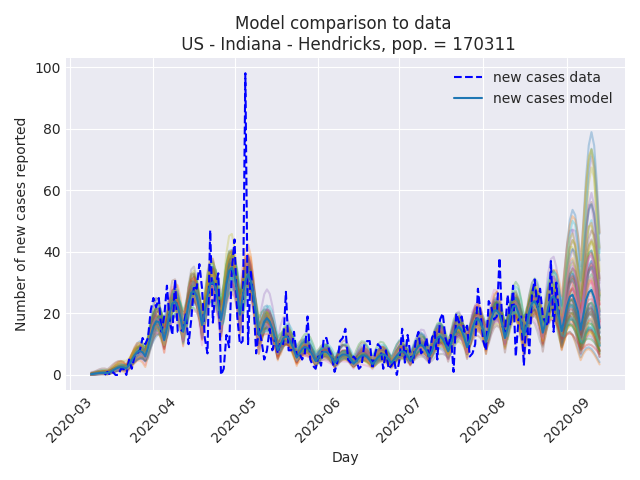 Model comparison to data
US - Indiana - Hendricks, pop. = 170311
new cases data
new cases model
Number of new cases reported
100
80
60
40
20
0
2020-03
2020-04
2020-05
2020-06
2020-07
2020-08
2020-09
Day